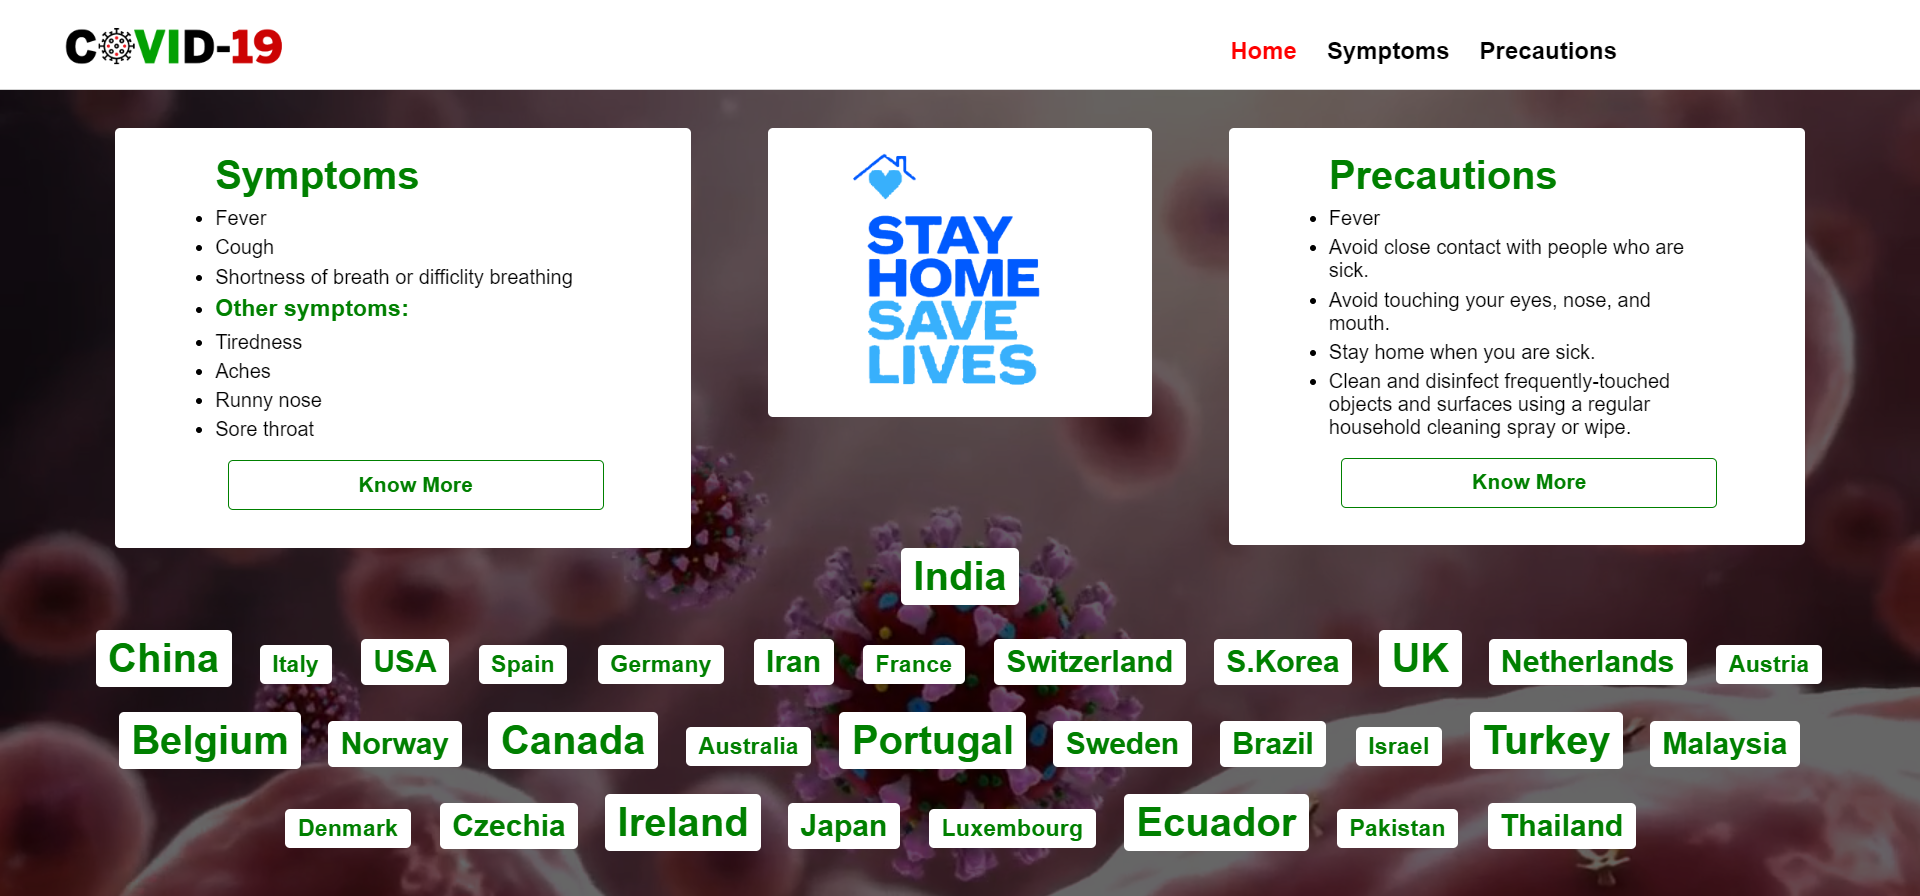 COVID-19
Home Symptoms Precautions
Symptoms
Fever
Cough
Shortness of breath or difficlity breathing
Other symptoms:
Tiredness
Aches
Runny nose
Sore throat
Know More
STAY
HOME
SAVE
LIVES
Precautions
Fever
Avoid close contact with people who are
sick.
Avoid touching your eyes, nose, and
mouth.
Stay home when you are sick.
Clean and disinfect frequently-touched
objects and surfaces using a regular
household cleaning spray or wipe.
Know More
India
China Italy USA Spain Germany Iran France Switzerland S.Korea UK Netherlands Austria
Belgium Norway Canada Australia Portugal Sweden Brazil Israel Turkey Malaysia
Denmark Czechia Ireland Japan Luxembourg Ecuador Pakistan Thailand